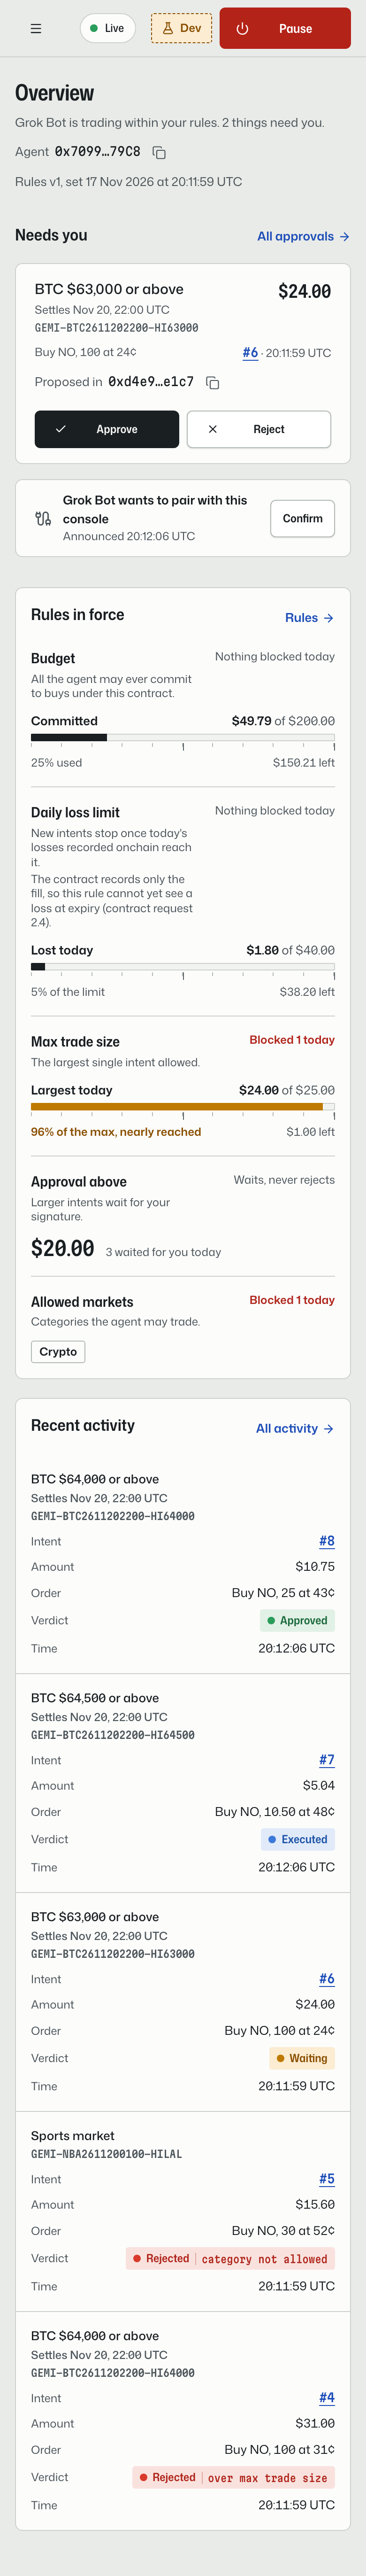 Live
Dev
Pause
Overview
Grok Bot is trading within your rules. 2 things need you.
Agent 0x7099…79C8
Rules v1, set 17 Nov 2026 at 20:11:59 UTC
Needs you
All approvals →
BTC $63,000 or above
$24.00
Settles Nov 20, 22:00 UTC
GEMI-BTC2611202200-HI63000
Buy NO, 100 at 24¢
#6 · 20:11:59 UTC
Proposed in 0xd4e9…e1c7
Approve
Reject
Grok Bot wants to pair with this
console
Announced 20:12:06 UTC
Confirm
Rules in force
Rules →
Budget
Nothing blocked today
All the agent may ever commit
to buys under this contract.
Committed
$49.79 of $200.00
25% used
$150.21 left
Daily loss limit
Nothing blocked today
New intents stop once today's
losses recorded onchain reach
it.
The contract records only the
fill, so this rule cannot yet see a
loss at expiry (contract request
2.4).
Lost today
$1.80 of $40.00
5% of the limit
$38.20 left
Max trade size
Blocked 1 today
The largest single intent allowed.
Largest today
$24.00 of $25.00
96% of the max, nearly reached
$1.00 left
Approval above
Waits, never rejects
Larger intents wait for your
signature.
$20.00 3 waited for you today
Allowed markets
Blocked 1 today
Categories the agent may trade.
Crypto
Recent activity
All activity →
BTC $64,000 or above
Settles Nov 20, 22:00 UTC
GEMI-BTC2611202200-HI64000
Intent #8
Amount $10.75
Order Buy NO, 25 at 43¢
Verdict Approved
Time 20:12:06 UTC
BTC $64,500 or above
Settles Nov 20, 22:00 UTC
GEMI-BTC2611202200-HI64500
Intent #7
Amount $5.04
Order Buy NO, 10.50 at 48¢
Verdict Executed
Time 20:12:06 UTC
BTC $63,000 or above
Settles Nov 20, 22:00 UTC
GEMI-BTC2611202200-HI63000
Intent #6
Amount $24.00
Order Buy NO, 100 at 24¢
Verdict Waiting
Time 20:11:59 UTC
Sports market
GEMI-NBA2611200100-HILAL
Intent #5
Amount $15.60
Order Buy NO, 30 at 52¢
Verdict Rejected | category not allowed
Time 20:11:59 UTC
BTC $64,000 or above
Settles Nov 20, 22:00 UTC
GEMI-BTC2611202200-HI64000
Intent #4
Amount $31.00
Order Buy NO, 100 at 31¢
Verdict Rejected | over max trade size
Time 20:11:59 UTC